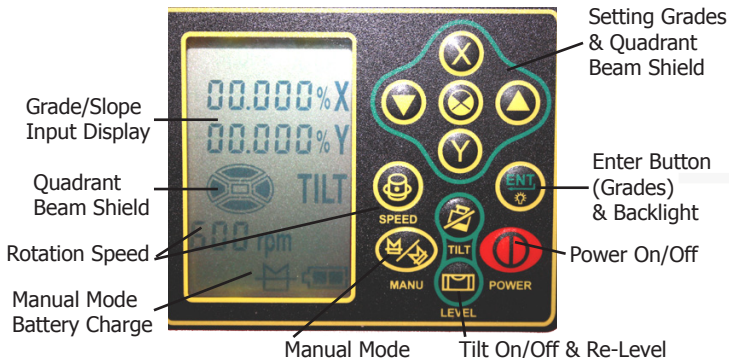 Setting Grades
& Quadrant
Beam Shield
Grade/Slope
Input Display
00.000%X
00.000%Y
X
Y
Quadrant
Beam Shield
TILT
ENT
Enter Button
(Grades)
& Backlight
SPEED
Rotation Speed
600 rpm
TILT
Power On/Off
MANU
POWER
Manual Mode
Battery Charge
LEVEL
Manual Mode
Tilt On/Off & Re-Level